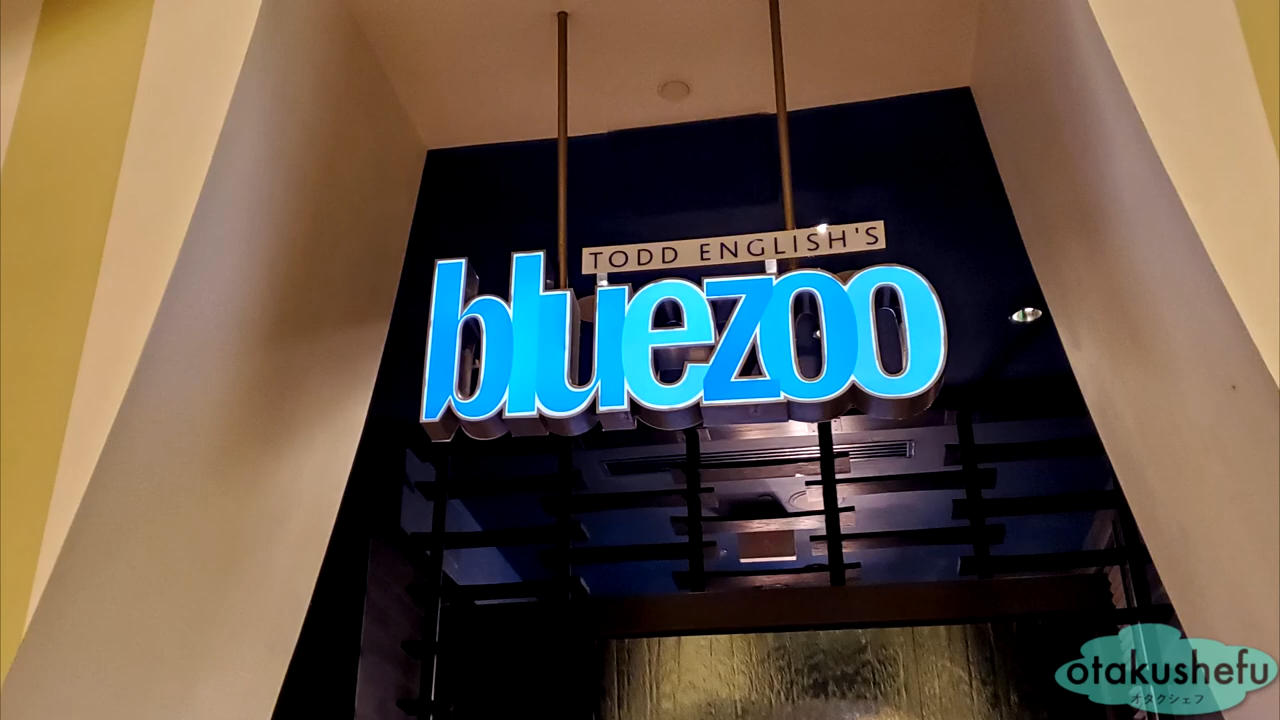 TODD ENGLISH'S
bluezoo
otakushefu
オタクシェフ